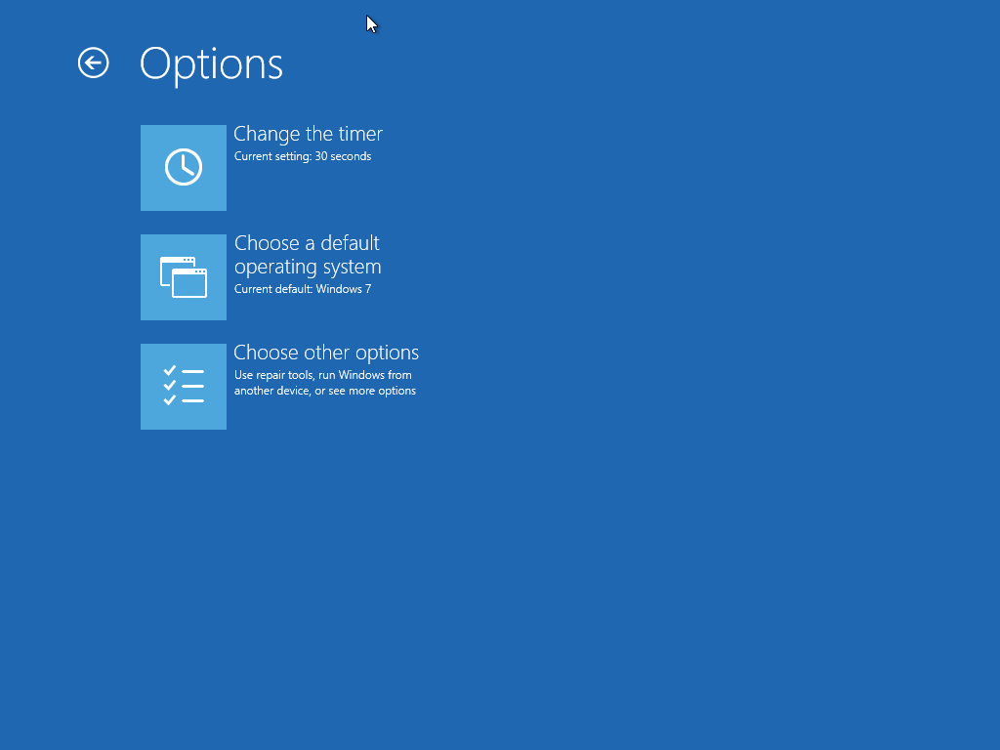 Options
Change the timer
Current setting: 30 seconds
Choose a default
operating system
Current default: Windows 7
Choose other options
Use repair tools, run Windows from
another device, or see more options